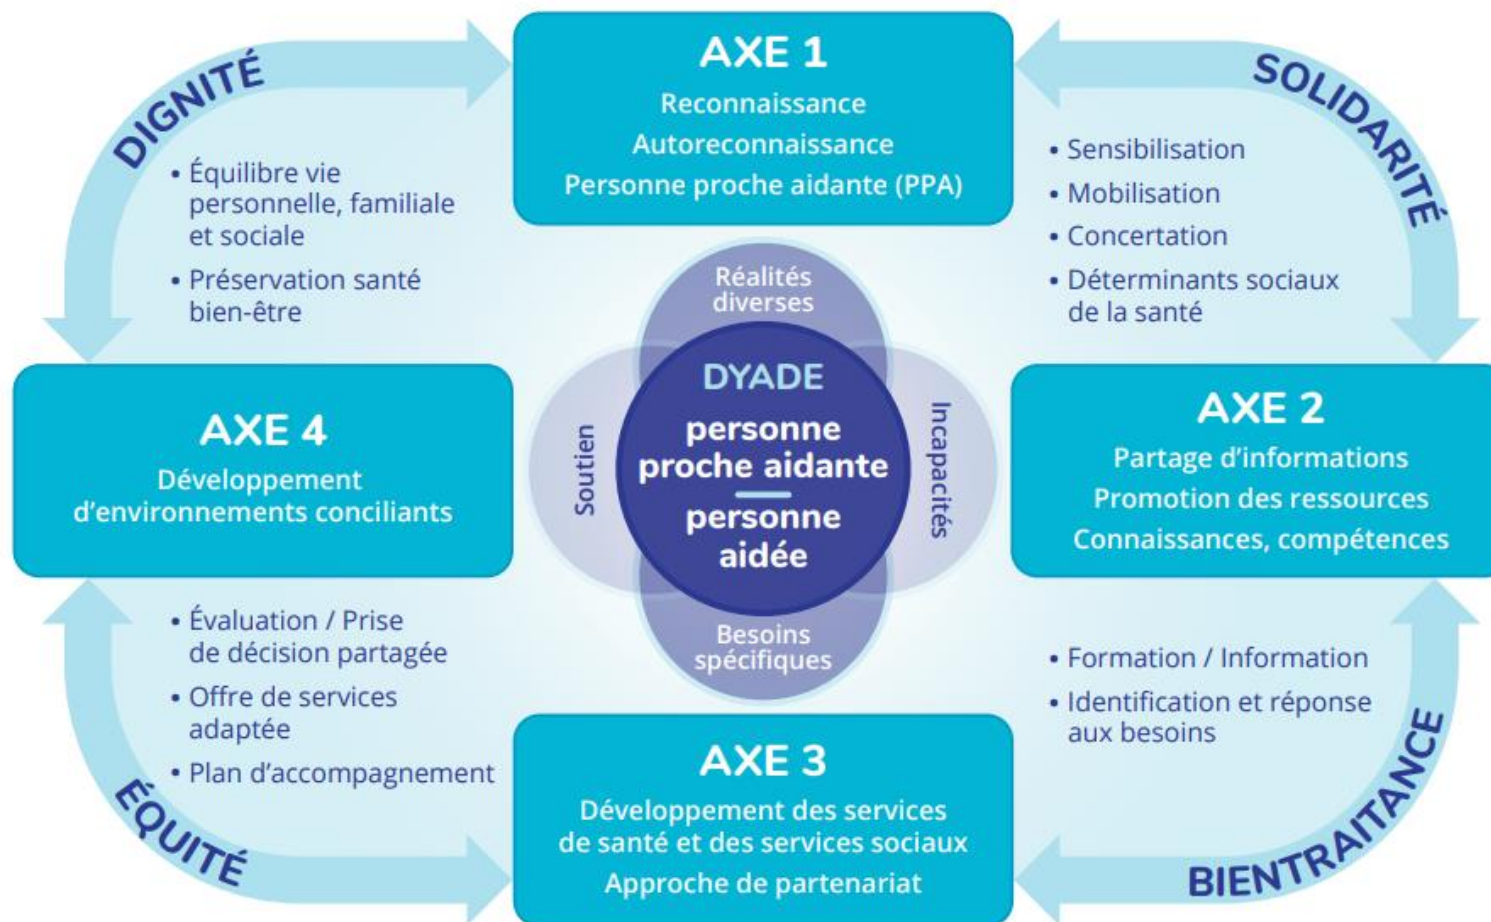 AXE 1
Reconnaissance
Autoreconnaissance
Personne proche aidante (PPA)
DIGNITÉ
• Équilibre vie
personnelle, familiale
et sociale
• Préservation santé
bien-être
SOLIDARITÉ
• Sensibilisation
• Mobilisation
• Concertation
• Déterminants sociaux
de la santé
AXE 4
Développement
d’environnements conciliants
Réalités
diverses
Soutien
DYADE
personne
proche aidante
personne
aidée
Incapacités
Besoins
spécifiques
AXE 2
Partage d’informations
Promotion des ressources
Connaissances, compétences
• Évaluation / Prise
de décision partagée
• Offre de services
adaptée
• Plan d’accompagnement
ÉQUITÉ
• Formation / Information
• Identification et réponse
aux besoins
BIENTRAITANCE
AXE 3
Développement des services
de santé et des services sociaux
Approche de partenariat